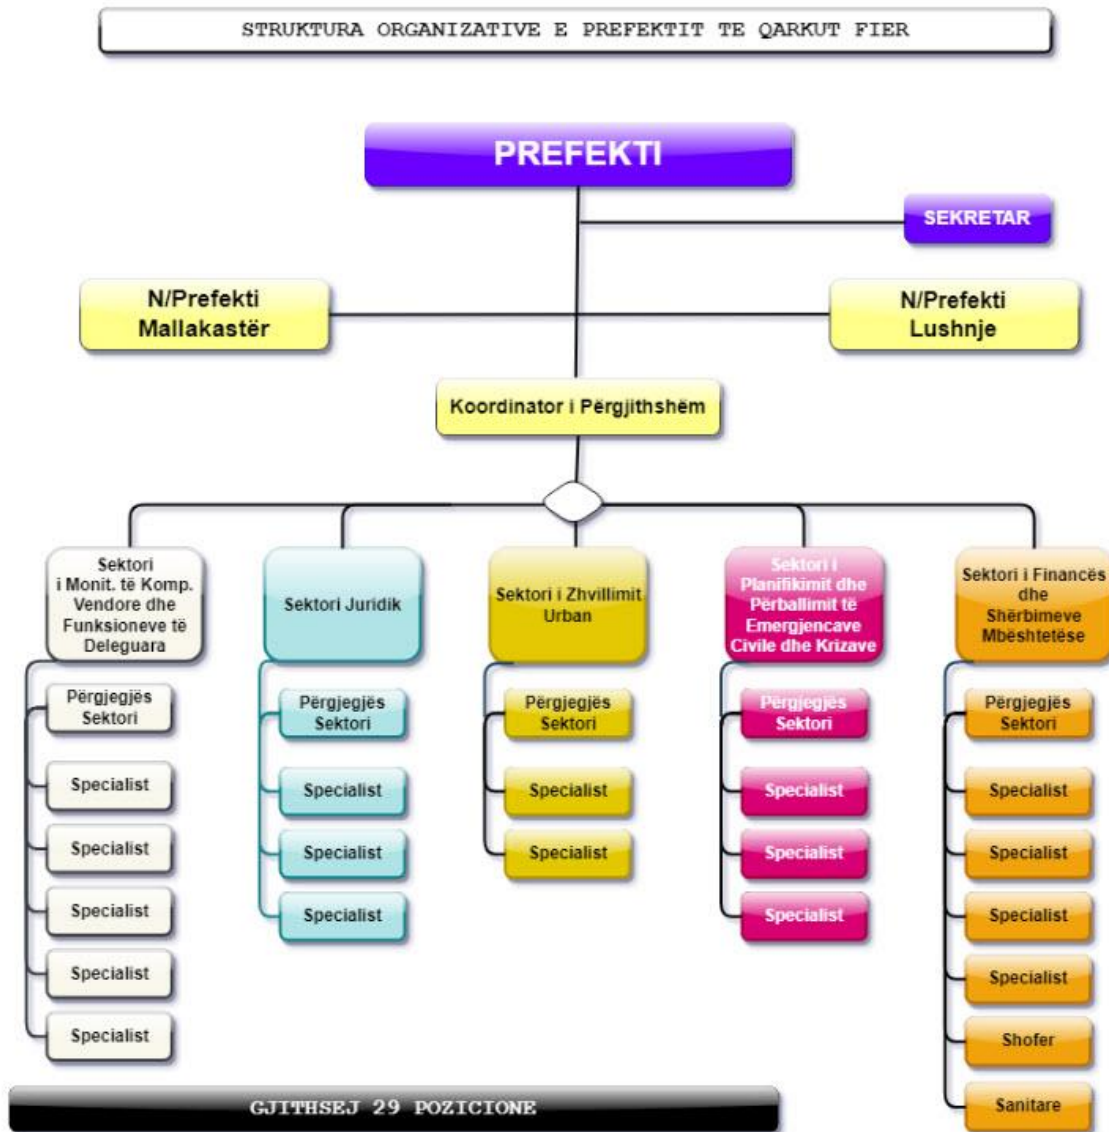 STRUKTURA ORGANIZATIVE E PREFEKTIT TE QARKUT FIER
PREFEKTI
SEKRETAR
N/Prefekti
Mallakastër
N/Prefekti
Lushnje
Koordinator i Përgjithshëm
Sektori
i Monit. të Komp.
Vendore dhe
Funksioneve të
Deleguara
Përgjegjës
Sektori
Specialist
Specialist
Specialist
Specialist
Specialist
Sektori Juridik
Përgjegjës
Sektori
Specialist
Specialist
Specialist
Sektori i Zhvillimit
Urban
Përgjegjës
Sektori
Specialist
Specialist
Sektori i
Planifikimit dhe
Përballimit të
Emergjencave
Civile dhe Krizave
Përgjegjës
Sektori
Specialist
Specialist
Specialist
Sektori i Financës
dhe
Shërbimeve
Mbështetëse
Përgjegjës
Sektori
Specialist
Specialist
Specialist
Specialist
Shofer
Sanitare
GJITHSEJ 29 POZICIONE